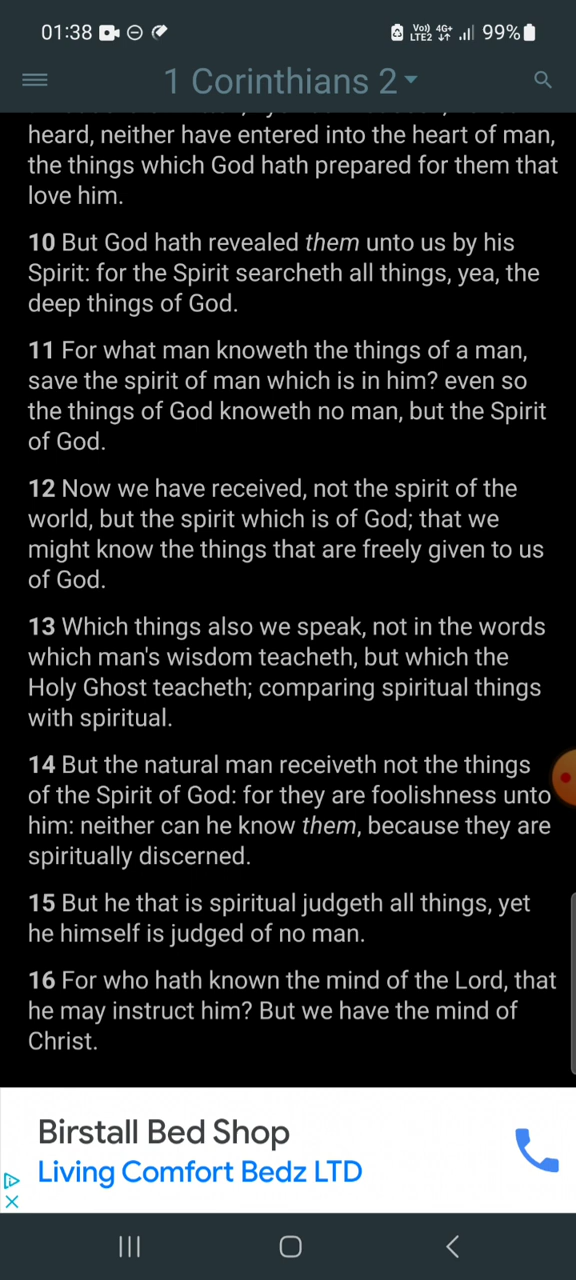 01:38
Vo)) 4G+
LTE2
99%
1 Corinthians 2
heard, neither have entered into the heart of man,
the things which God hath prepared for them that
love him.
10 But God hath revealed them unto us by his
Spirit: for the Spirit searcheth all things, yea, the
deep things of God.
11 For what man knoweth the things of a man,
save the spirit of man which is in him? even so
the things of God knoweth no man, but the Spirit
of God.
12 Now we have received, not the spirit of the
world, but the spirit which is of God; that we
might know the things that are freely given to us
of God.
13 Which things also we speak, not in the words
which man's wisdom teacheth, but which the
Holy Ghost teacheth; comparing spiritual things
with spiritual.
14 But the natural man receiveth not the things
of the Spirit of God: for they are foolishness unto
him: neither can he know them, because they are
spiritually discerned.
15 But he that is spiritual judgeth all things, yet
he himself is judged of no man.
16 For who hath known the mind of the Lord, that
he may instruct him? But we have the mind of
Christ.
Birstall Bed Shop
Living Comfort Bedz LTD